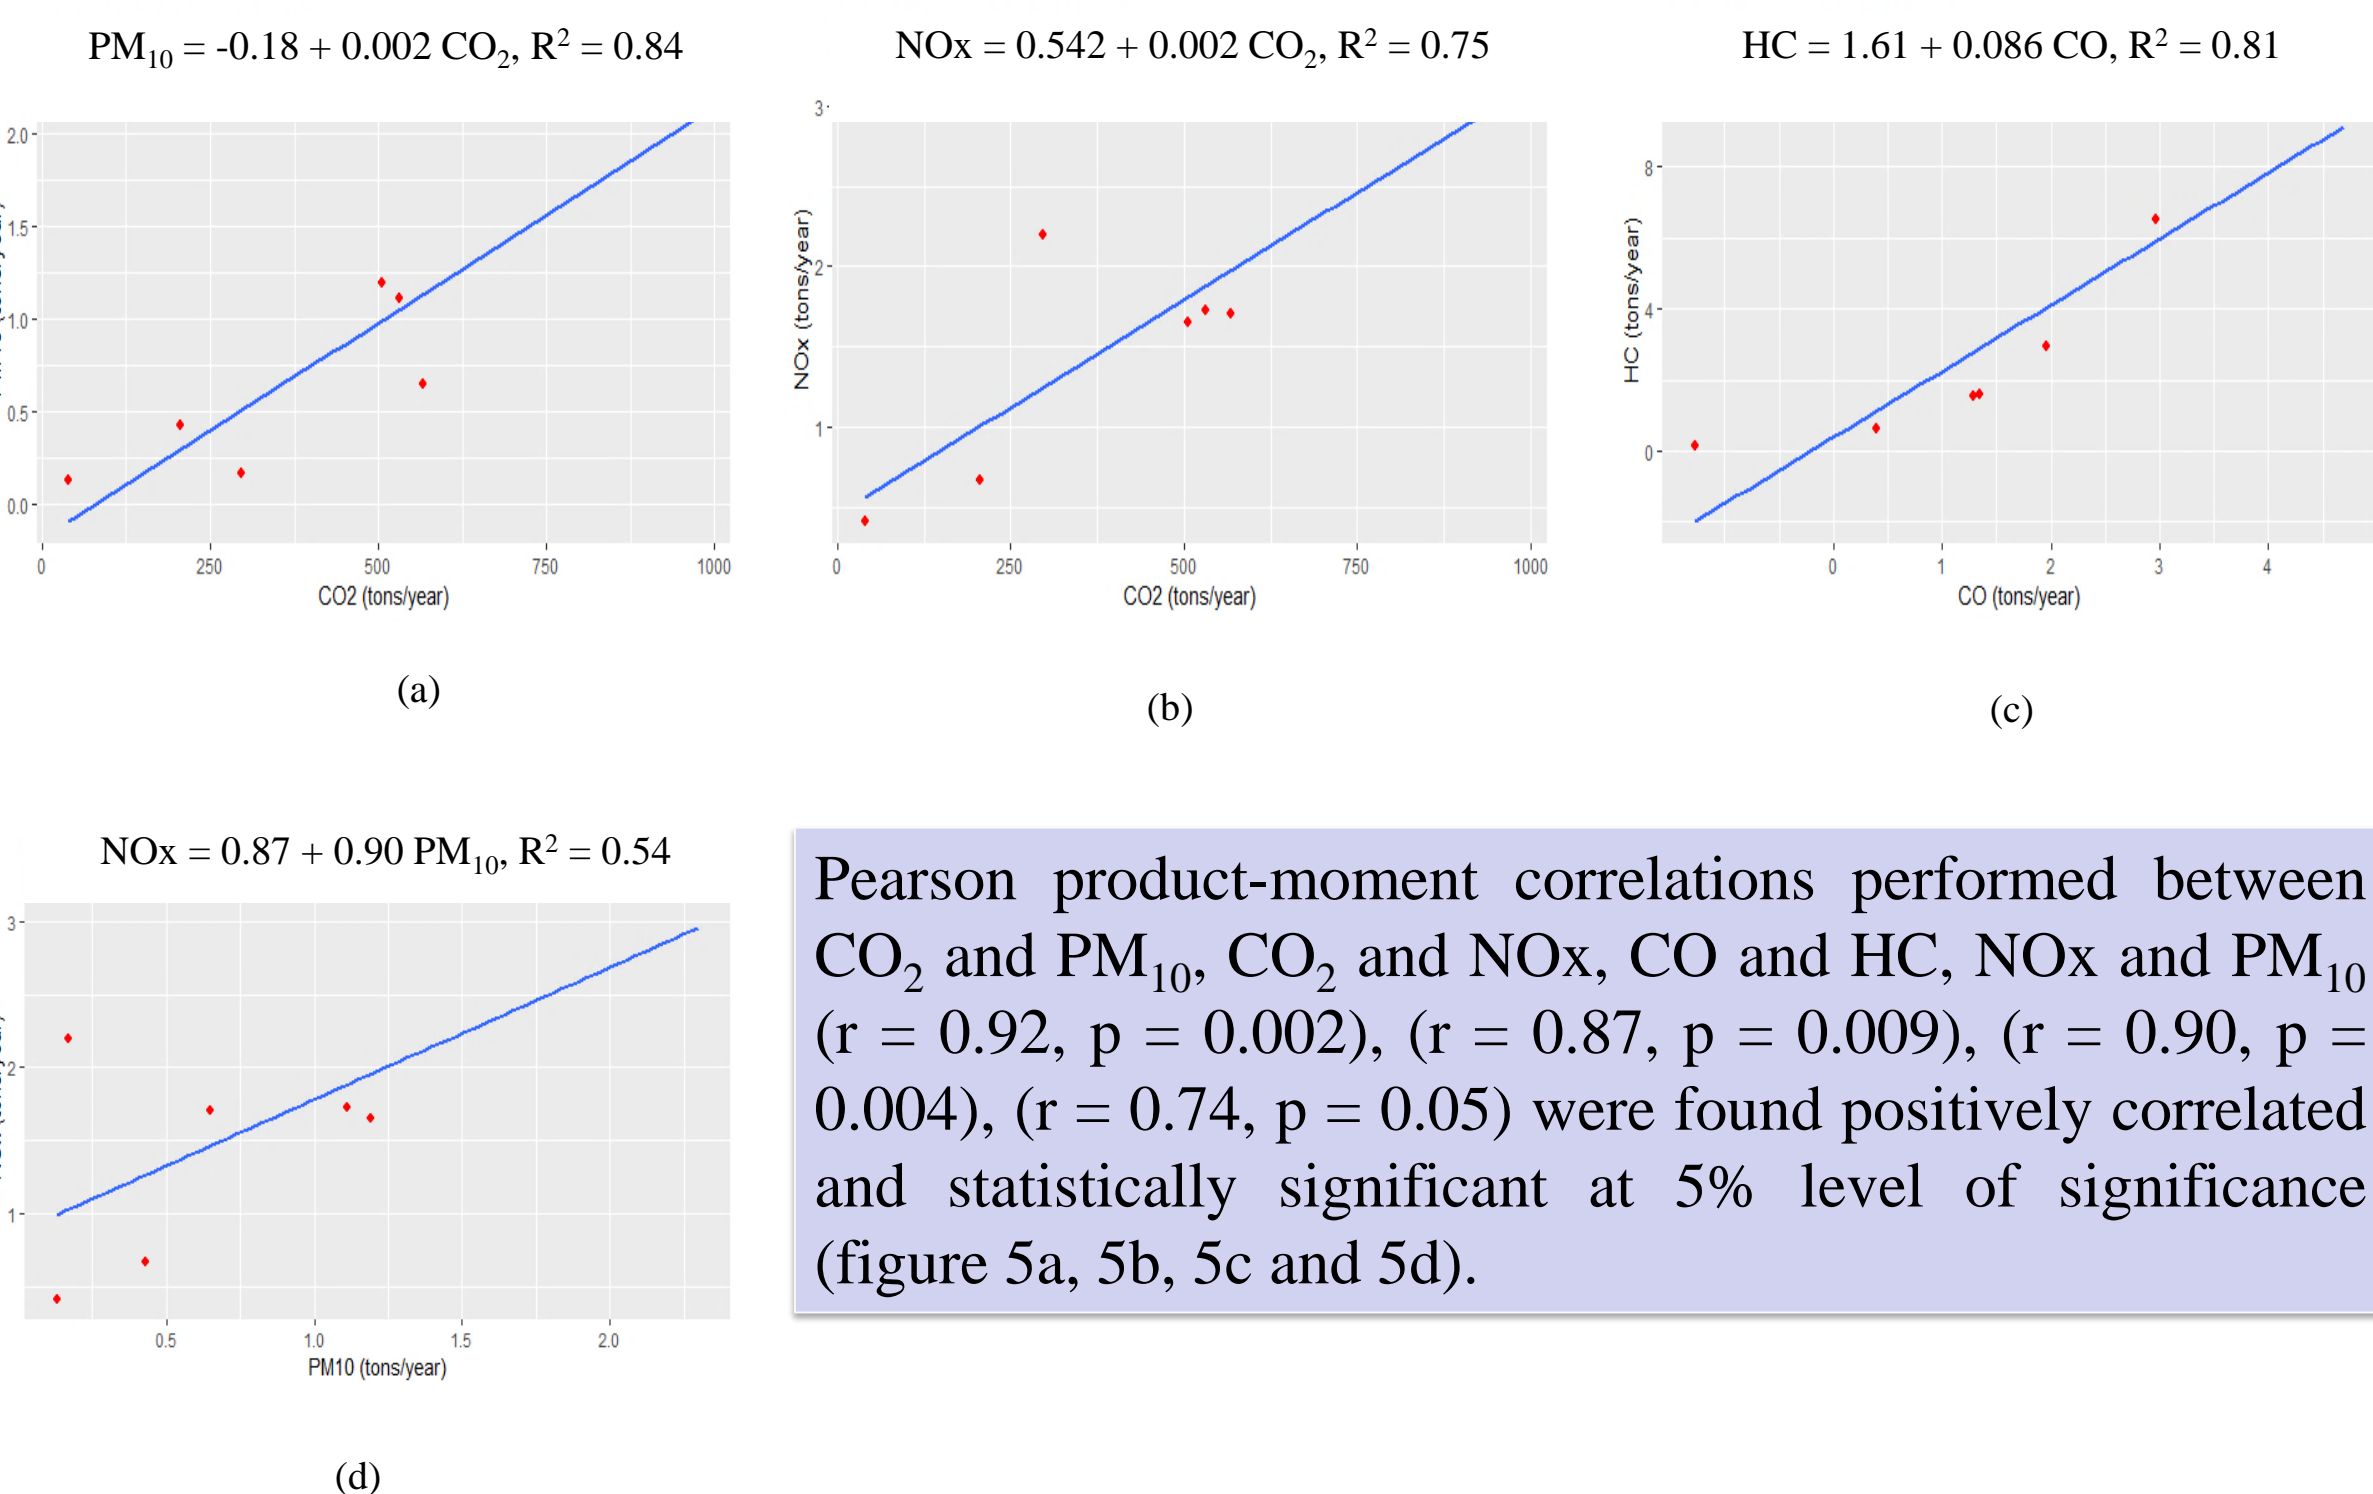 PM₁₀ = -0.18 + 0.002 CO₂, R² = 0.84
2.0
1.5
1.0
0.5
0.0
0 250 500 750 1000
CO2 (tons/year)
(a)
NOx = 0.542 + 0.002 CO₂, R² = 0.75
NOx (tons/year)
3
2
1
0 250 500 750 1000
CO2 (tons/year)
(b)
HC = 1.61 + 0.086 CO, R² = 0.81
HC (tons/year)
8
4
0
0 1 2 3 4
CO (tons/year)
(c)
NOx = 0.87 + 0.90 PM₁₀, R² = 0.54
3
2
1
0.5 1.0 1.5 2.0
PM10 (tons/year)
(d)
Pearson product-moment correlations performed between
CO₂ and PM₁₀, CO₂ and NOx, CO and HC, NOx and PM₁₀
(r = 0.92, p = 0.002), (r = 0.87, p = 0.009), (r = 0.90, p =
0.004), (r = 0.74, p = 0.05) were found positively correlated
and statistically significant at 5% level of significance
(figure 5a, 5b, 5c and 5d).